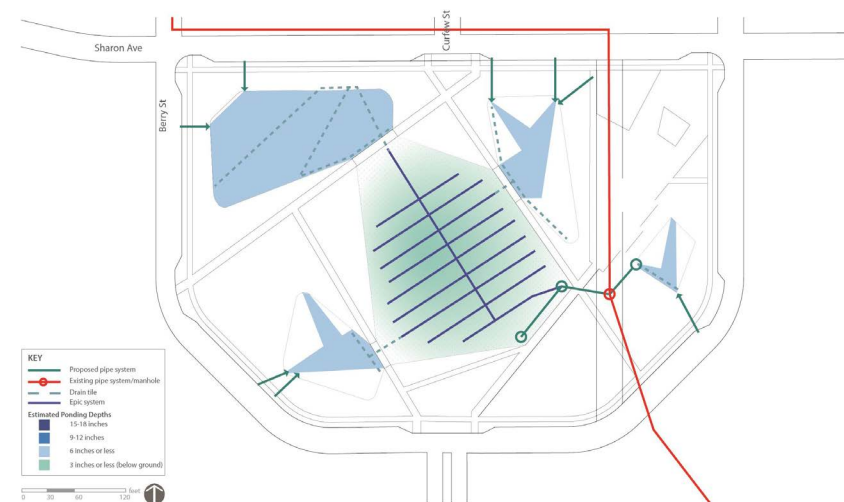 Curfew St
Sharon Ave
Berry St
KEY
Proposed pipe system
Existing pipe system/manhole
Drain tile
Epic system
Estimated Ponding Depths
15-18 inches
9-12 inches
6 inches or less
3 inches or less (below ground)
feet
0 30 60 120